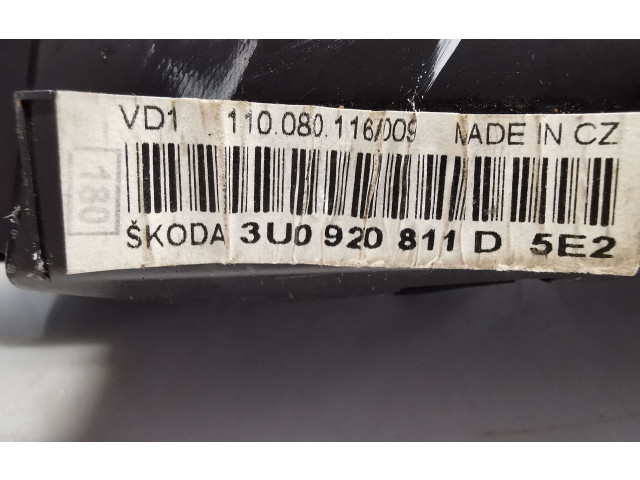 VD1 110.080.116/009 MADE IN CZ
180
ŠKODA 3U0 920 811 D 5E2